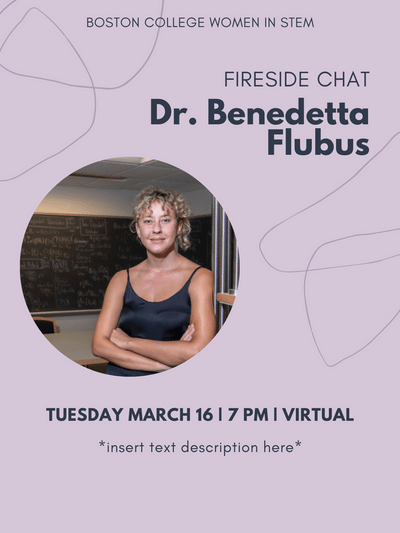 BOSTON COLLEGE WOMEN IN STEM
FIRESIDE CHAT
Dr. Benedetta
Flubus
TUESDAY MARCH 16 | 7 PM | VIRTUAL
*insert text description here*